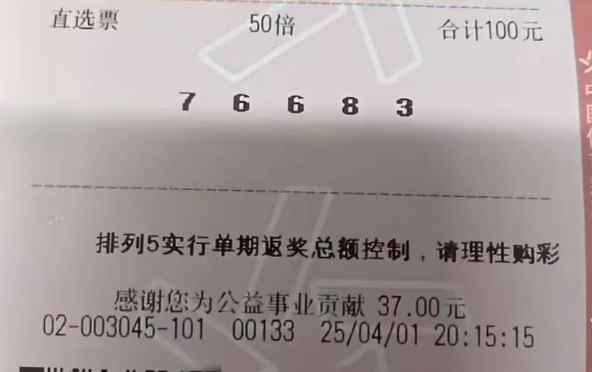 直选票 50倍 合计100元
7 6 6 8 3
排列5实行单期返奖总额控制，请理性购彩
感谢您为公益事业贡献 37.00元
02-003045-101 00133 25/04/01 20:15:15
中国